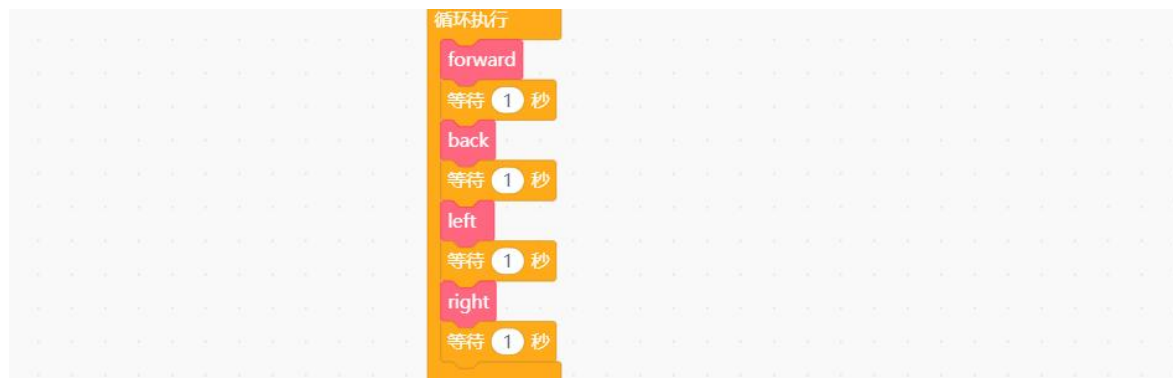 循环执行
forward
等待 1 秒
back
等待 1 秒
left
等待 1 秒
right
等待 1 秒